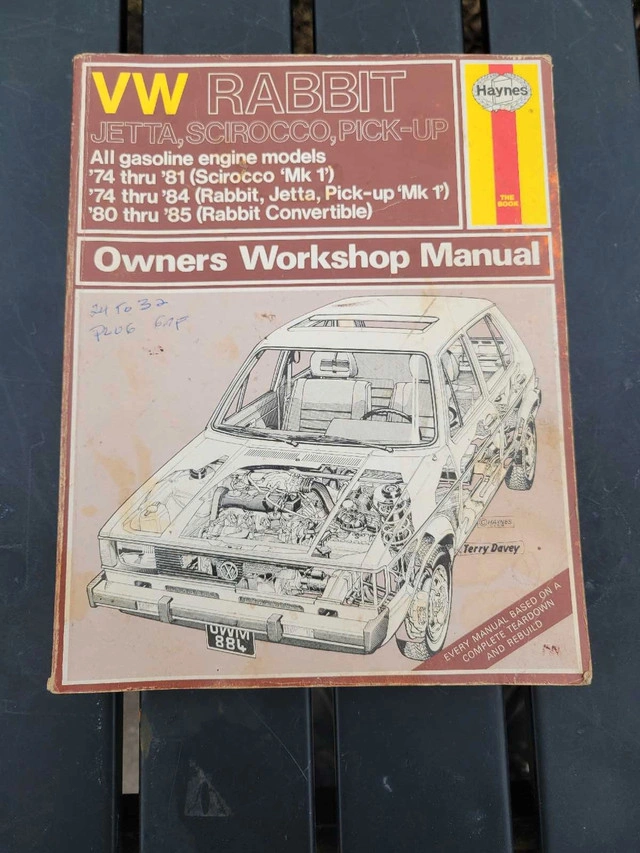 VW RABBIT
JETTA, SCIROCCO, PICK-UP
All gasoline engine models
'74 thru '81 (Scirocco 'Mk 1')
'74 thru '84 (Rabbit, Jetta, Pick-up 'Mk 1')
'80 thru '85 (Rabbit Convertible)
Haynes
THE
BOOK
Owners Workshop Manual
24 TO 32
PLUG GAP
©HAYNES
Terry Davey
OWM
884
EVERY MANUAL BASED ON A
COMPLETE TEARDOWN
AND REBUILD